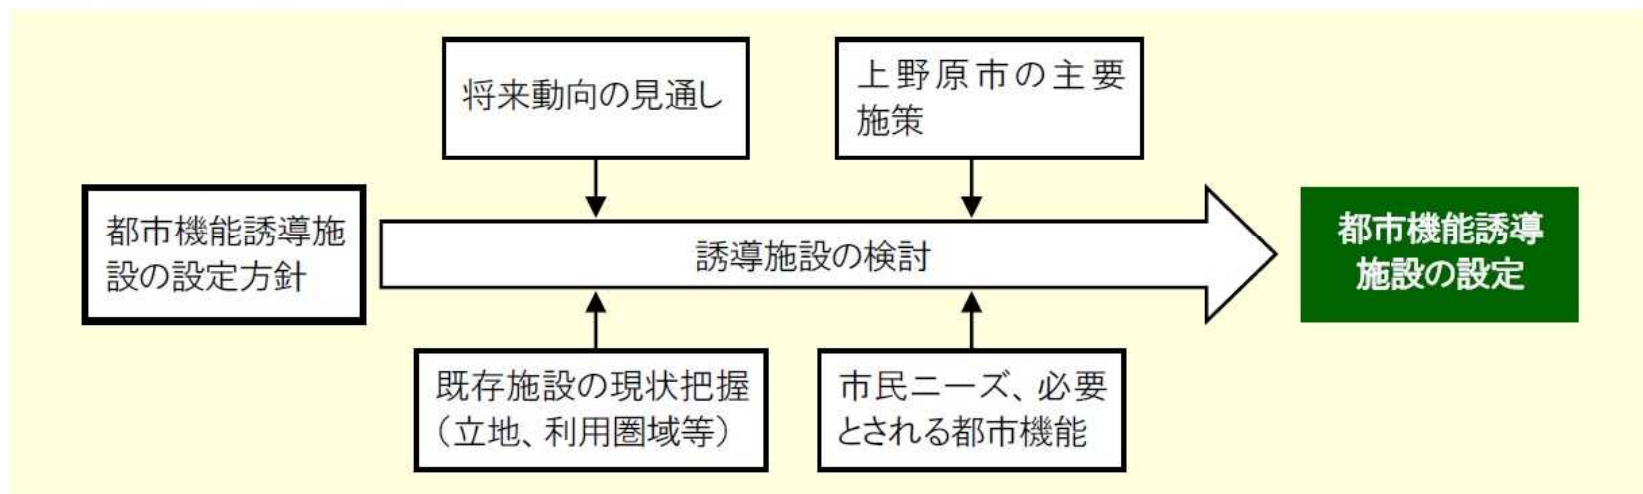 将来動向の見通し
上野原市の主要
施策
都市機能誘導施
設の設定方針
誘導施設の検討
都市機能誘導
施設の設定
既存施設の現状把握
（立地、利用圏域等）
市民ニーズ、必要
とされる都市機能